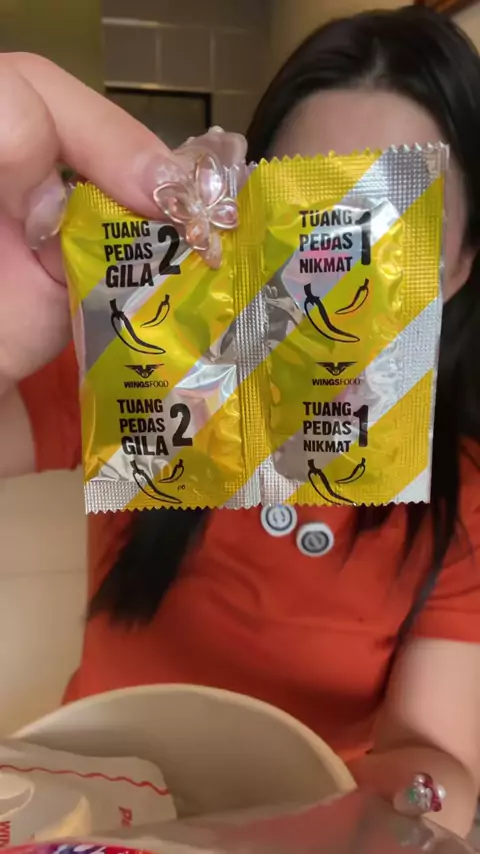 TUANG
PEDAS
GILA 2
WINGSFOOD
TUANG
PEDAS
GILA 2
TUANG
PEDAS
NIKMAT 1
WINGSFOOD
TUANG
PEDAS
NIKMAT 1